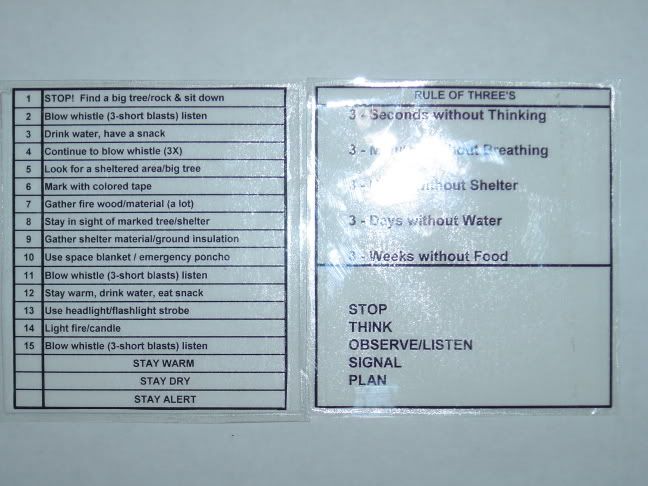 1 STOP! Find a big tree/rock & sit down
2 Blow whistle (3-short blasts) listen
3 Drink water, have a snack
4 Continue to blow whistle (3X)
5 Look for a sheltered area/big tree
6 Mark with colored tape
7 Gather fire wood/material (a lot)
8 Stay in sight of marked tree/shelter
9 Gather shelter material/ground insulation
10 Use space blanket / emergency poncho
11 Blow whistle (3-short blasts) listen
12 Stay warm, drink water, eat snack
13 Use headlight/flashlight strobe
14 Light fire/candle
15 Blow whistle (3-short blasts) listen
STAY WARM
STAY DRY
STAY ALERT
RULE OF THREE'S
3 - Seconds without Thinking
3 - without Breathing
3 - without Shelter
3 - Days without Water
3 - Weeks without Food
STOP
THINK
OBSERVE/LISTEN
SIGNAL
PLAN